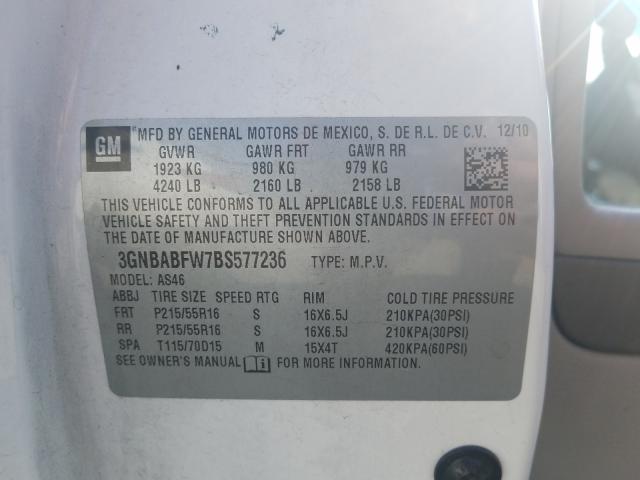 GM
MFD BY GENERAL MOTORS DE MEXICO, S. DE R.L. DE C.V. 12/10
GVWR GAWR FRT GAWR RR
1923 KG 980 KG 979 KG
4240 LB 2160 LB 2158 LB
THIS VEHICLE CONFORMS TO ALL APPLICABLE U.S. FEDERAL MOTOR
VEHICLE SAFETY AND THEFT PREVENTION STANDARDS IN EFFECT ON
THE DATE OF MANUFACTURE SHOWN ABOVE.
3GNBABFW7BS577236 TYPE: M.P.V.
MODEL: AS46
ABBJ TIRE SIZE SPEED RTG RIM COLD TIRE PRESSURE
FRT P215/55R16 S 16X6.5J 210KPA(30PSI)
RR P215/55R16 S 16X6.5J 210KPA(30PSI)
SPA T115/70D15 M 15X4T 420KPA(60PSI)
SEE OWNER'S MANUAL FOR MORE INFORMATION.